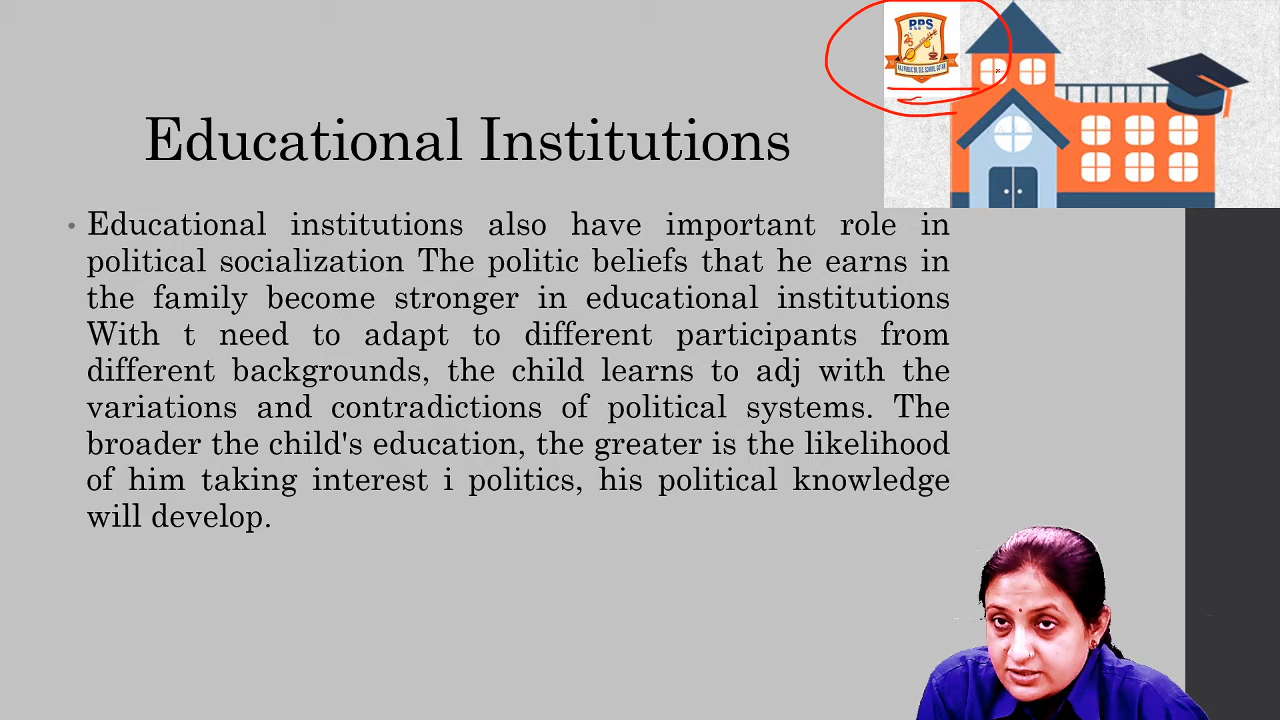 RPS
Educational Institutions
• Educational institutions also have important role in
political socialization The politic beliefs that he earns in
the family become stronger in educational institutions
With t need to adapt to different participants from
different backgrounds, the child learns to adj with the
variations and contradictions of political systems. The
broader the child's education, the greater is the likelihood
of him taking interest i politics, his political knowledge
will develop.